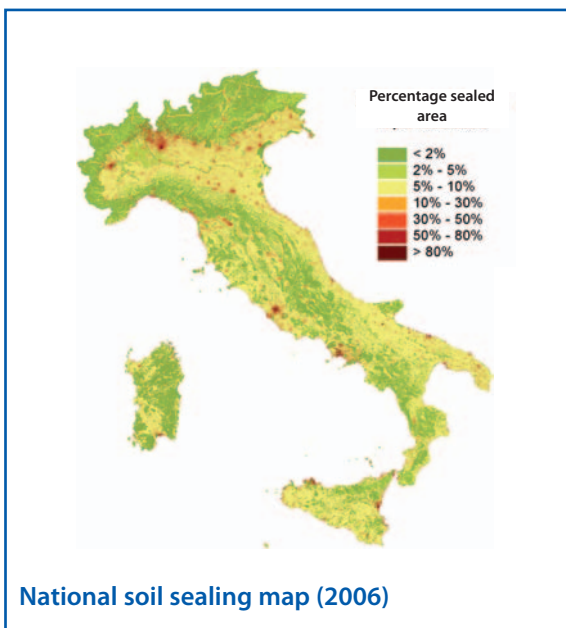 Percentage sealed
area
< 2%
2% - 5%
5% - 10%
10% - 30%
30% - 50%
50% - 80%
> 80%
National soil sealing map (2006)